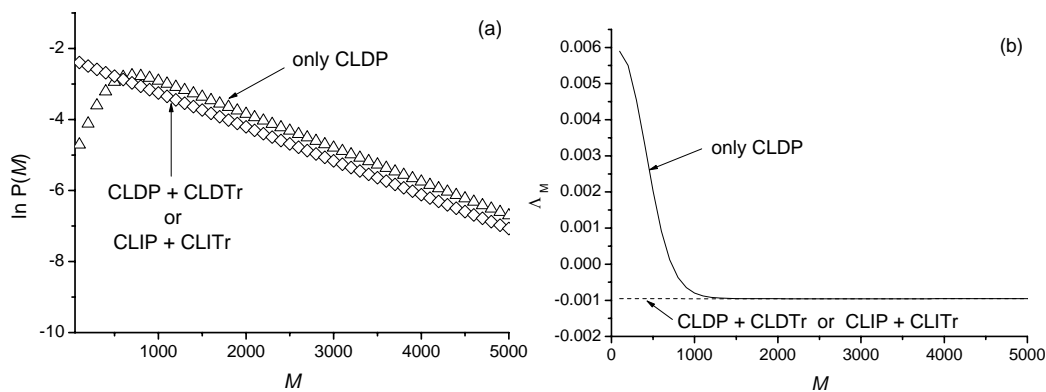 (a)
-2
-4
-6
-8
-10
ln P(M)
only CLDP
CLDP + CLDTr
or
CLIP + CLITr
1000 2000 3000 4000 5000
M
(b)
0.006
0.005
0.004
0.003
0.002
0.001
0.000
-0.001
-0.002
Λ_M
only CLDP
CLDP + CLDTr or CLIP + CLITr
0 1000 2000 3000 4000 5000
M